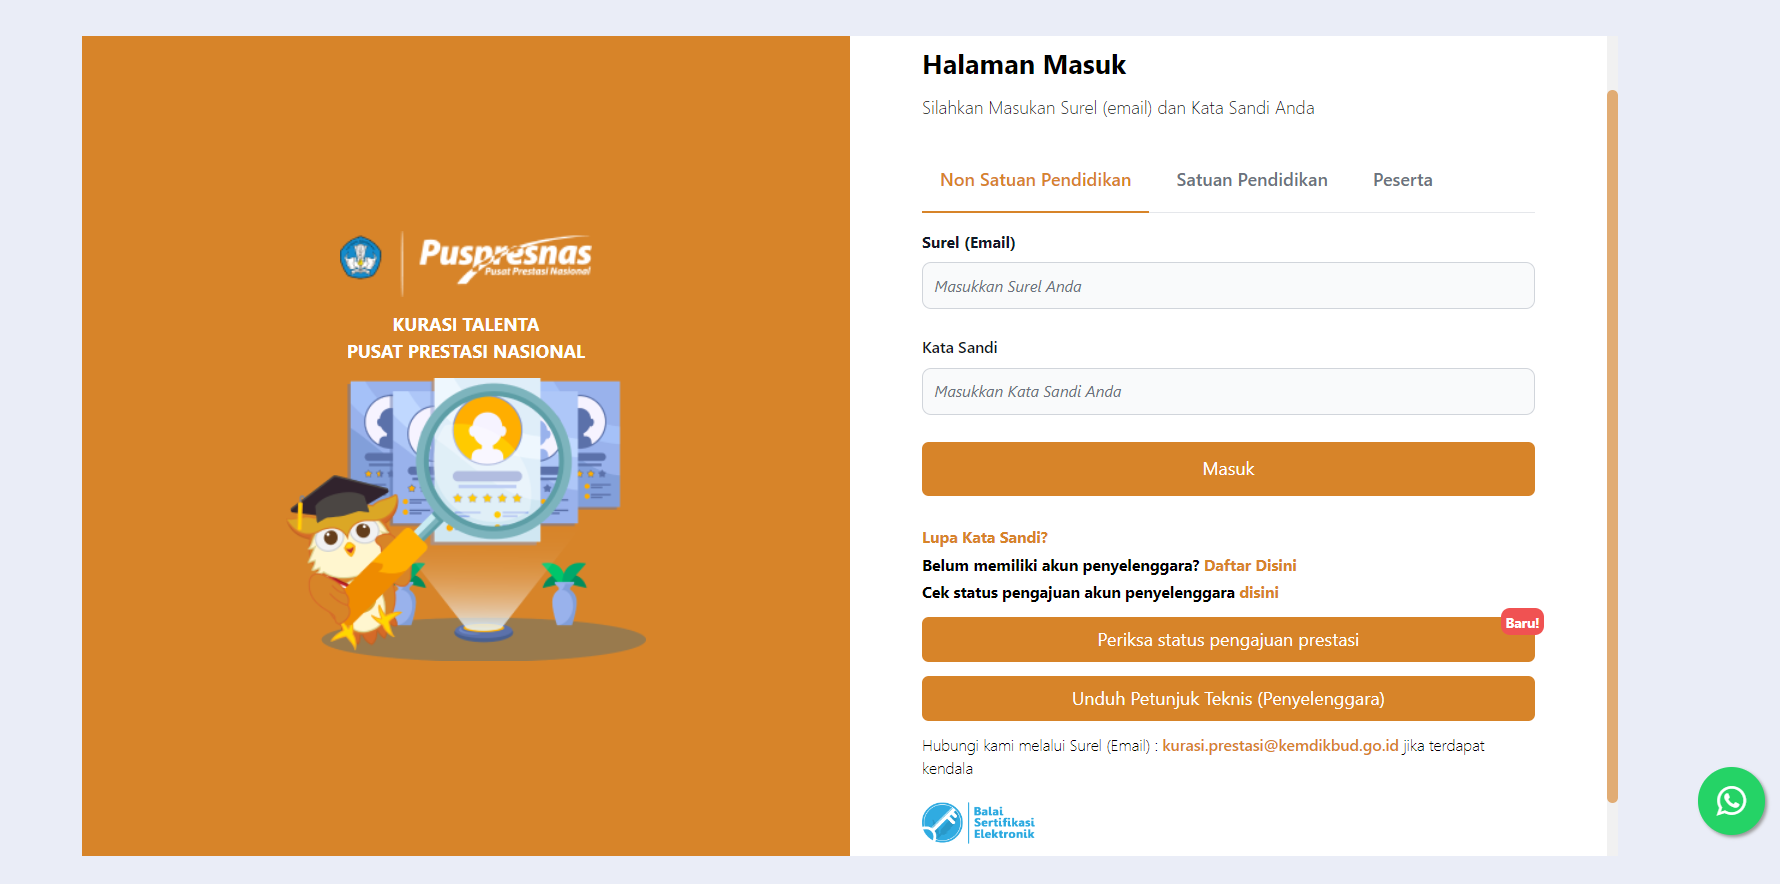 Puspresnas
Pusat Prestasi Nasional
KURASI TALENTA
PUSAT PRESTASI NASIONAL
Halaman Masuk
Silahkan Masukan Surel (email) dan Kata Sandi Anda
Non Satuan Pendidikan
Satuan Pendidikan
Peserta
Surel (Email)
Masukkan Surel Anda
Kata Sandi
Masukkan Kata Sandi Anda
Masuk
Lupa Kata Sandi?
Belum memiliki akun penyelenggara? Daftar Disini
Cek status pengajuan akun penyelenggara disini
Baru!
Periksa status pengajuan prestasi
Unduh Petunjuk Teknis (Penyelenggara)
Hubungi kami melalui Surel (Email) : kurasi.prestasi@kemdikbud.go.id jika terdapat
kendala
Balai
Sertifikasi
Elektronik